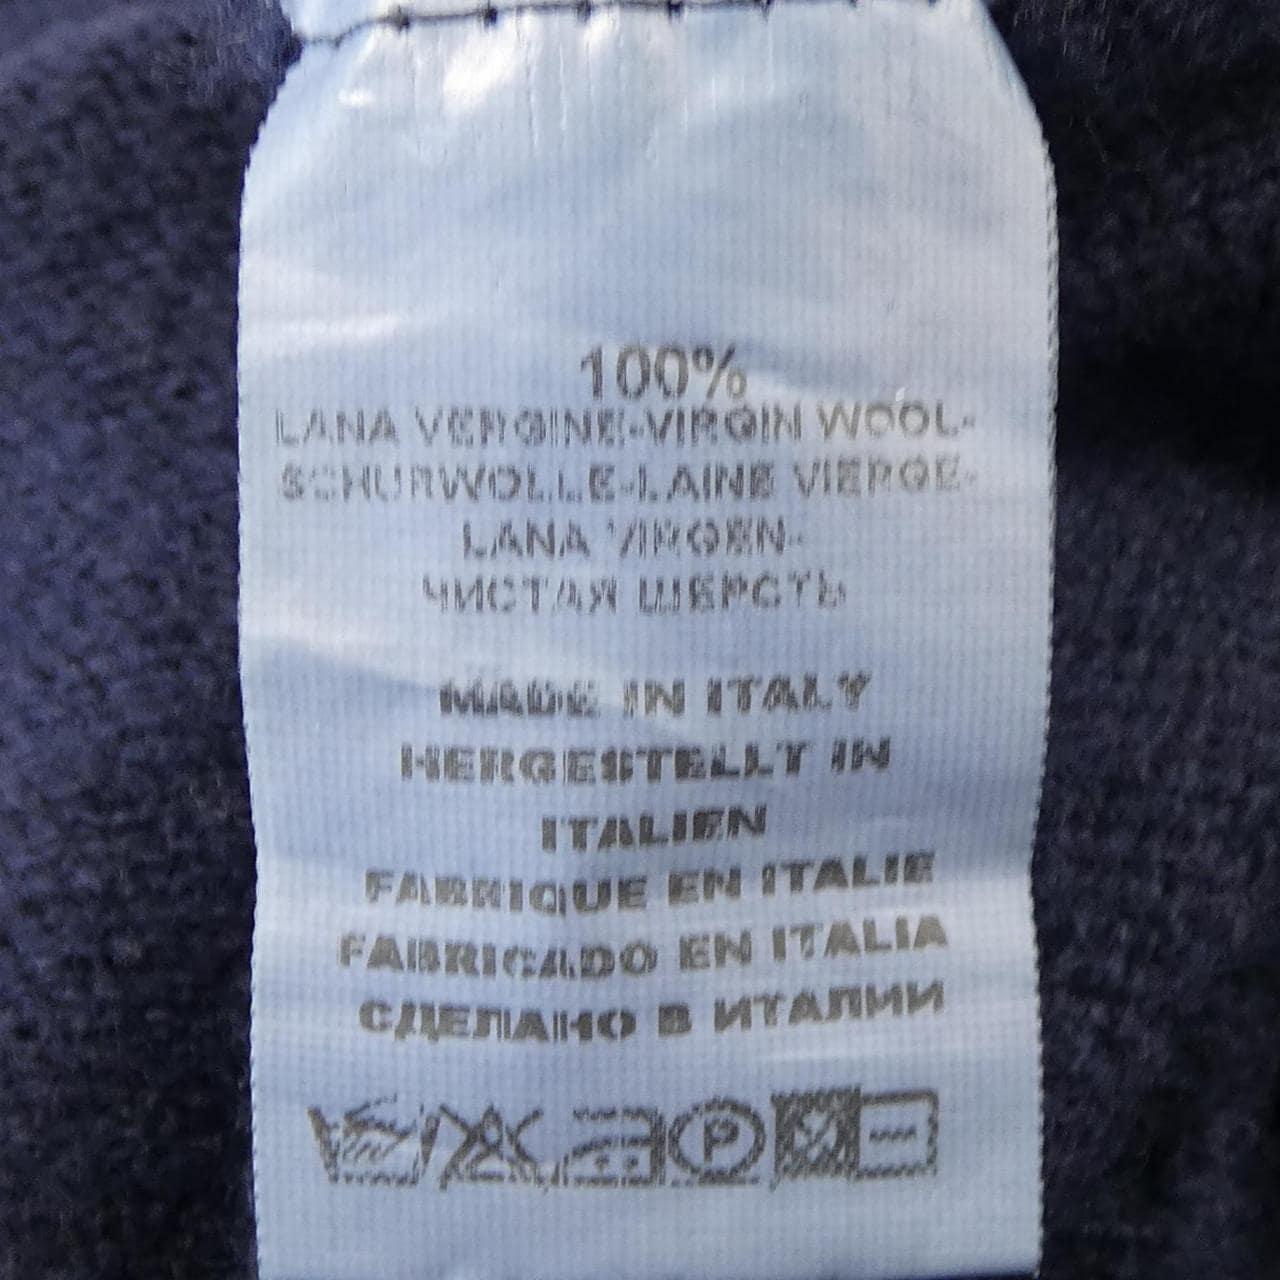 100%
LANA VERGINE-VIRGIN WOOL-
SCHURWOLLE-LAINE VIERGE-
LANA VIRGEN-
ЧИСТАЯ ШЕРСТЬ
MADE IN ITALY
HERGESTELLT IN
ITALIEN
FABRIQUE EN ITALIE
FABRICADO EN ITALIA
СДЕЛАНО В ИТАЛИИ
P